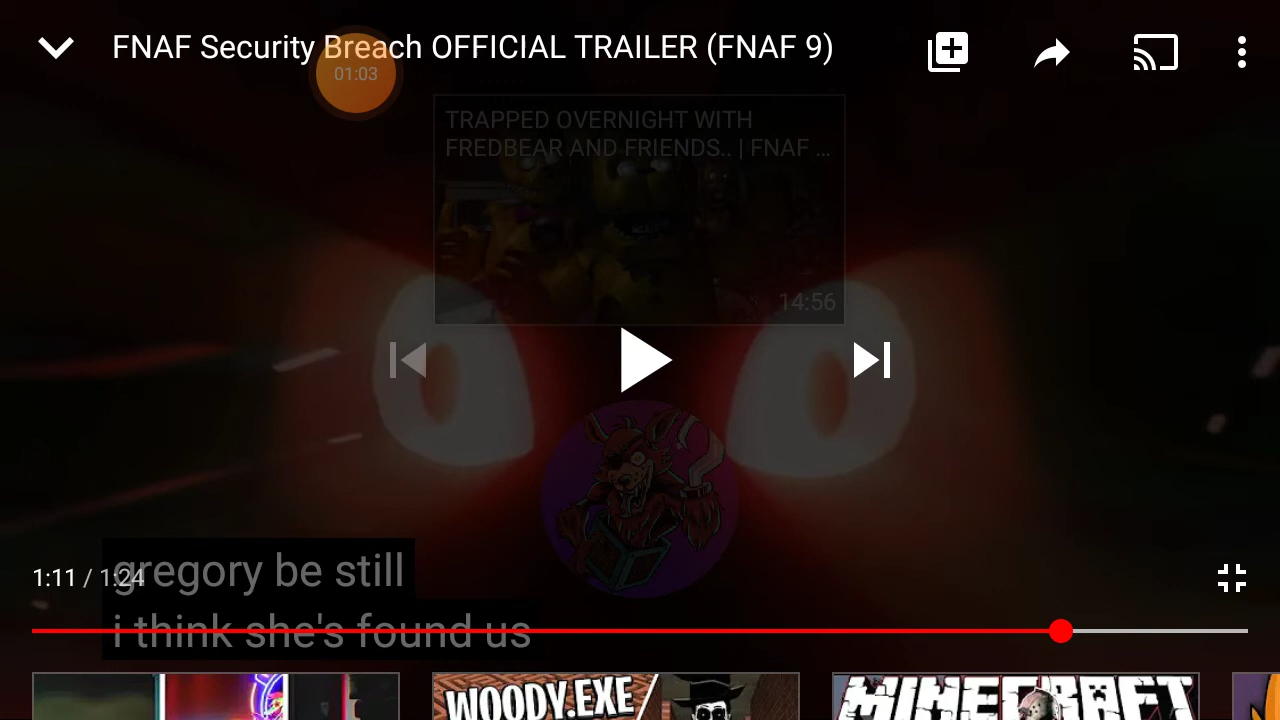 FNAF Security Breach OFFICIAL TRAILER (FNAF 9)
01:03
TRAPPED OVERNIGHT WITH
FREDBEAR AND FRIENDS.. | FNAF ...
14:56
gregory be still
1:11 / 1:24
i think she's found us
WOODY.EXE
MINECRAFT